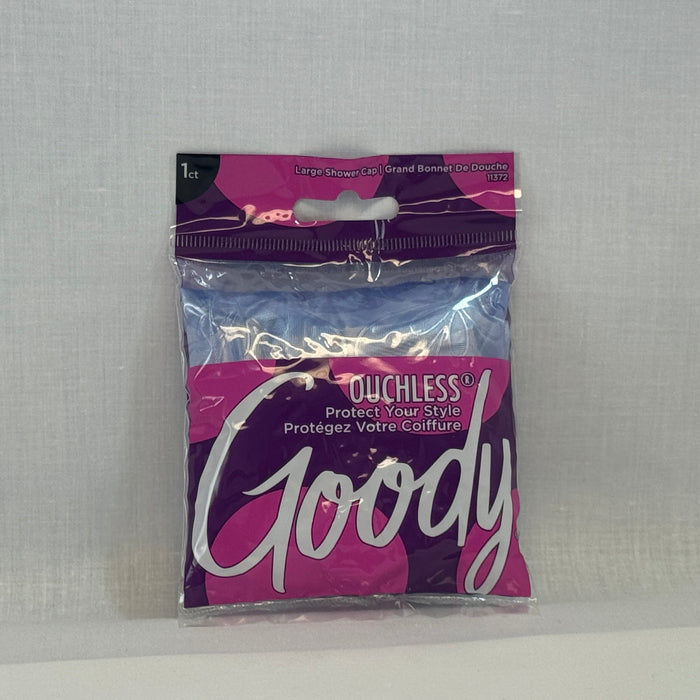 1ct
Large Shower Cap | Grand Bonnet De Douche
11372
OUCHLESS®
Protect Your Style
Protégez Votre Coiffure
Goody